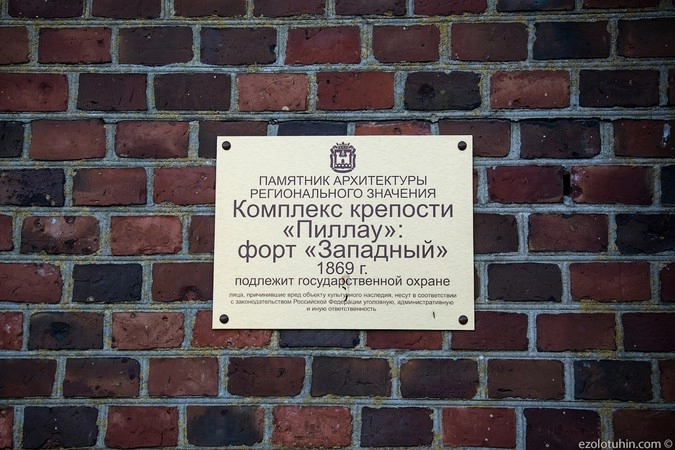 ПАМЯТНИК АРХИТЕКТУРЫ
РЕГИОНАЛЬНОГО ЗНАЧЕНИЯ
Комплекс крепости
«Пиллау»:
форт «Западный»
1869 г.
подлежит государственной охране
лица, причинившие вред объекту культурного наследия, несут в соответствии
с законодательством Российской Федерации уголовную, административную
и иную ответственность
ezolotuhin.com ©